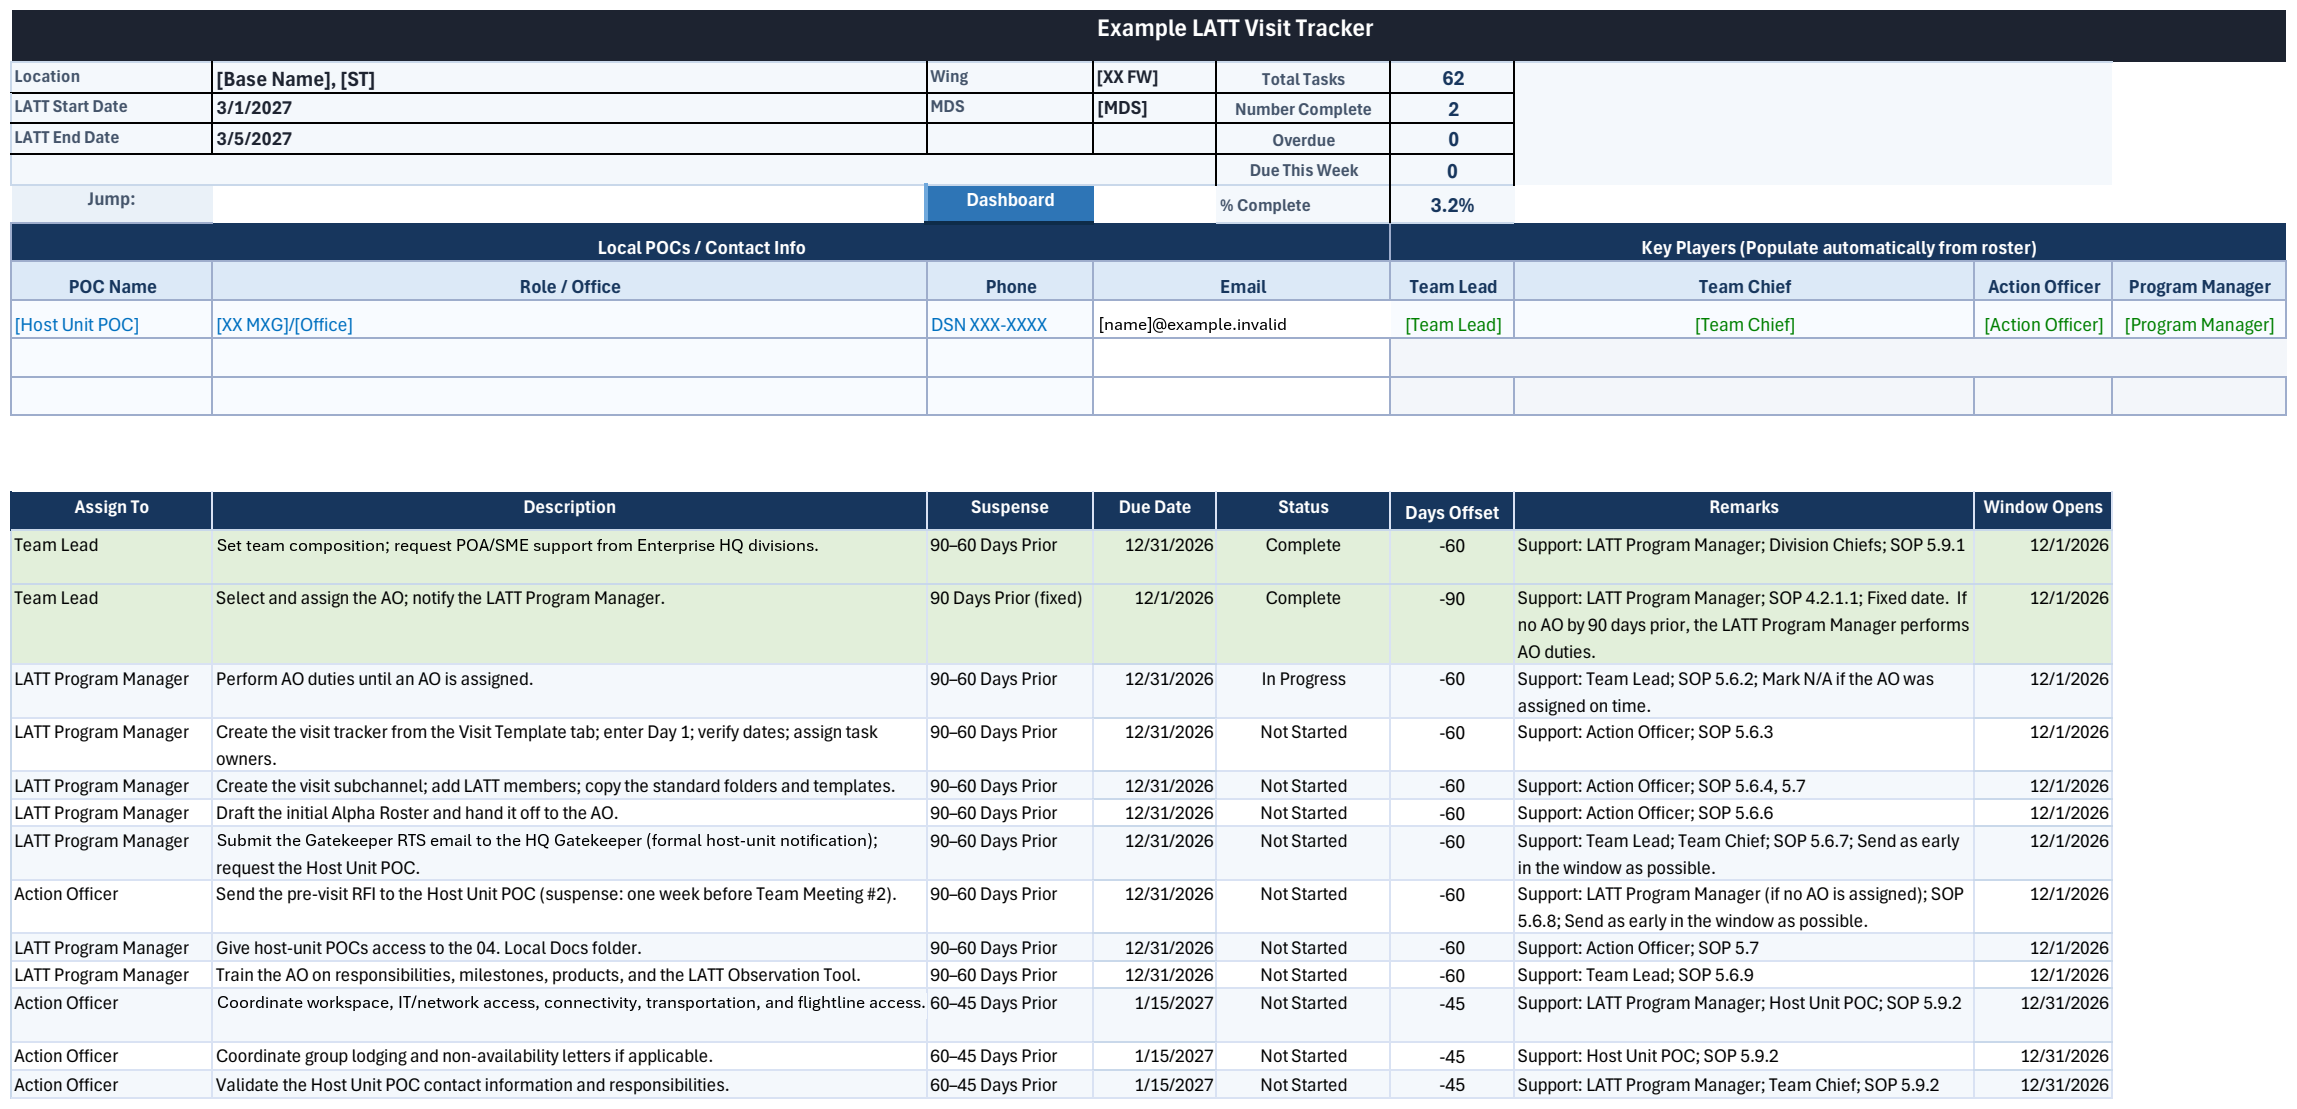 Example LATT Visit Tracker
Location [Base Name], [ST] Wing [XX FW] Total Tasks 62
LATT Start Date 3/1/2027 MDS [MDS] Number Complete 2
LATT End Date 3/5/2027 Overdue 0
Due This Week 0
Jump: Dashboard % Complete 3.2%
Local POCs / Contact Info Key Players (Populate automatically from roster)
POC Name Role / Office Phone Email Team Lead Team Chief Action Officer Program Manager
[Host Unit POC] [XX MXG]/[Office] DSN XXX-XXXX [name]@example.invalid [Team Lead] [Team Chief] [Action Officer] [Program Manager]
Assign To Description Suspense Due Date Status Days Offset Remarks Window Opens
Team Lead Set team composition; request POA/SME support from Enterprise HQ divisions. 90–60 Days Prior 12/31/2026 Complete -60 Support: LATT Program Manager; Division Chiefs; SOP 5.9.1 12/1/2026
Team Lead Select and assign the AO; notify the LATT Program Manager. 90 Days Prior (fixed) 12/1/2026 Complete -90 Support: LATT Program Manager; SOP 4.2.1.1; Fixed date. If 12/1/2026
no AO by 90 days prior, the LATT Program Manager performs
AO duties.
LATT Program Manager Perform AO duties until an AO is assigned. 90–60 Days Prior 12/31/2026 In Progress -60 Support: Team Lead; SOP 5.6.2; Mark N/A if the AO was 12/1/2026
assigned on time.
LATT Program Manager Create the visit tracker from the Visit Template tab; enter Day 1; verify dates; assign task 90–60 Days Prior 12/31/2026 Not Started -60 Support: Action Officer; SOP 5.6.3 12/1/2026
owners.
LATT Program Manager Create the visit subchannel; add LATT members; copy the standard folders and templates. 90–60 Days Prior 12/31/2026 Not Started -60 Support: Action Officer; SOP 5.6.4, 5.7 12/1/2026
LATT Program Manager Draft the initial Alpha Roster and hand it off to the AO. 90–60 Days Prior 12/31/2026 Not Started -60 Support: Action Officer; SOP 5.6.6 12/1/2026
LATT Program Manager Submit the Gatekeeper RTS email to the HQ Gatekeeper (formal host-unit notification); 90–60 Days Prior 12/31/2026 Not Started -60 Support: Team Lead; Team Chief; SOP 5.6.7; Send as early 12/1/2026
request the Host Unit POC. in the window as possible.
Action Officer Send the pre-visit RFI to the Host Unit POC (suspense: one week before Team Meeting #2). 90–60 Days Prior 12/31/2026 Not Started -60 Support: LATT Program Manager (if no AO is assigned); SOP 12/1/2026
5.6.8; Send as early in the window as possible.
LATT Program Manager Give host-unit POCs access to the 04. Local Docs folder. 90–60 Days Prior 12/31/2026 Not Started -60 Support: Action Officer; SOP 5.7 12/1/2026
LATT Program Manager Train the AO on responsibilities, milestones, products, and the LATT Observation Tool. 90–60 Days Prior 12/31/2026 Not Started -60 Support: Team Lead; SOP 5.6.9 12/1/2026
Action Officer Coordinate workspace, IT/network access, connectivity, transportation, and flightline access. 60–45 Days Prior 1/15/2027 Not Started -45 Support: LATT Program Manager; Host Unit POC; SOP 5.9.2 12/31/2026
Action Officer Coordinate group lodging and non-availability letters if applicable. 60–45 Days Prior 1/15/2027 Not Started -45 Support: Host Unit POC; SOP 5.9.2 12/31/2026
Action Officer Validate the Host Unit POC contact information and responsibilities. 60–45 Days Prior 1/15/2027 Not Started -45 Support: LATT Program Manager; Team Chief; SOP 5.9.2 12/31/2026